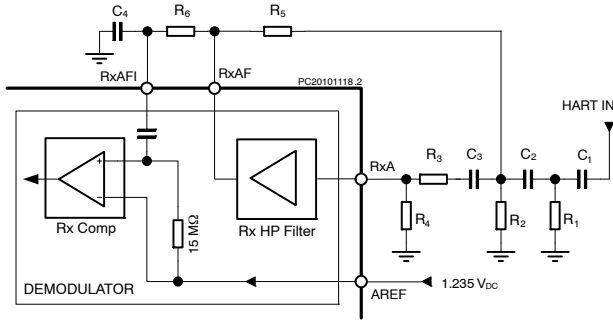 C4
R6
R5
RxAFI
RxAF
PC20101118 .2
HART IN
RxA
R3
C3
C2
C1
+
−
Rx Comp
15 MΩ
Rx HP Filter
R4
R2
R1
DEMODULATOR
AREF
1.235 VDC